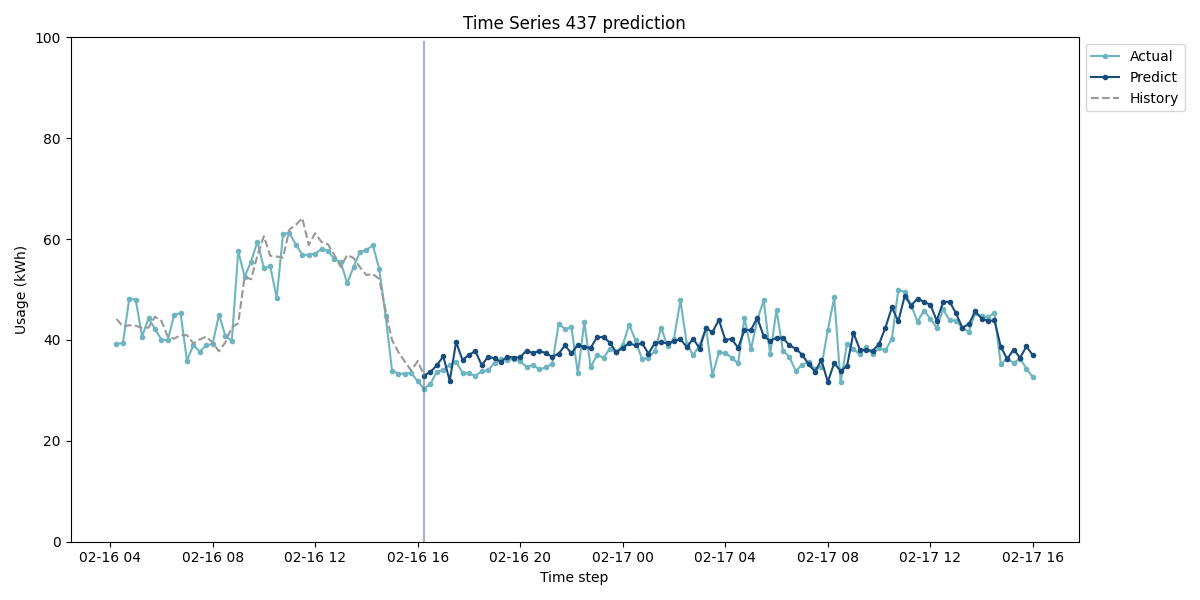 Time Series 437 prediction
Actual
Predict
History
Usage (kWh)
100
80
60
40
20
0
02-16 04 02-16 08 02-16 12 02-16 16 02-16 20 02-17 00 02-17 04 02-17 08 02-17 12 02-17 16
Time step